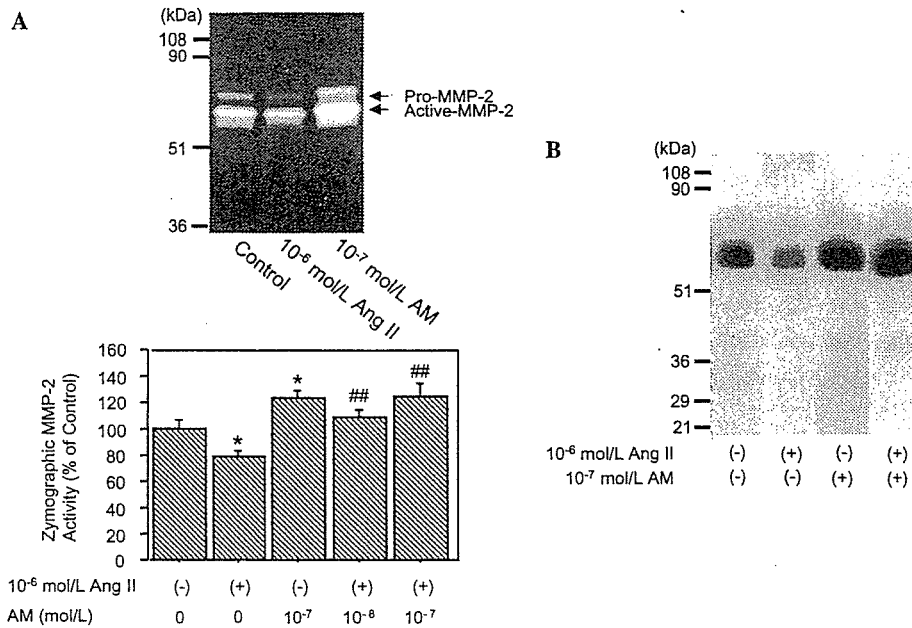 A
(kDa)
108
90
51
36
Pro-MMP-2
Active-MMP-2
Control
10⁻⁶ mol/L Ang II
10⁻⁷ mol/L AM
Zymographic MMP-2
Activity (% of Control)
160
140
120
100
80
60
40
20
0
*
*
##
##
10⁻⁶ mol/L Ang II (-) (+) (-) (+) (+)
AM (mol/L) 0 0 10⁻⁷ 10⁻⁸ 10⁻⁷
B
(kDa)
108
90
51
36
29
21
10⁻⁶ mol/L Ang II (-) (+) (-) (+)
10⁻⁷ mol/L AM (-) (-) (+) (+)